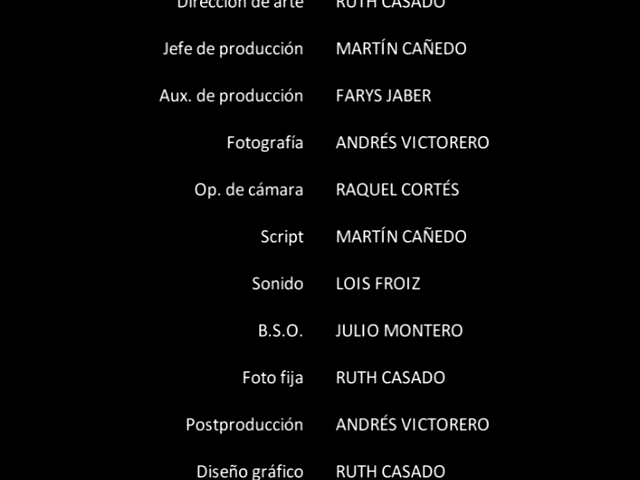 Dirección de arte RUTH CASADO
Jefe de producción MARTÍN CAÑEDO
Aux. de producción FARYS JABER
Fotografía ANDRÉS VICTORERO
Op. de cámara RAQUEL CORTÉS
Script MARTÍN CAÑEDO
Sonido LOIS FROIZ
B.S.O. JULIO MONTERO
Foto fija RUTH CASADO
Postproducción ANDRÉS VICTORERO
Diseño gráfico RUTH CASADO